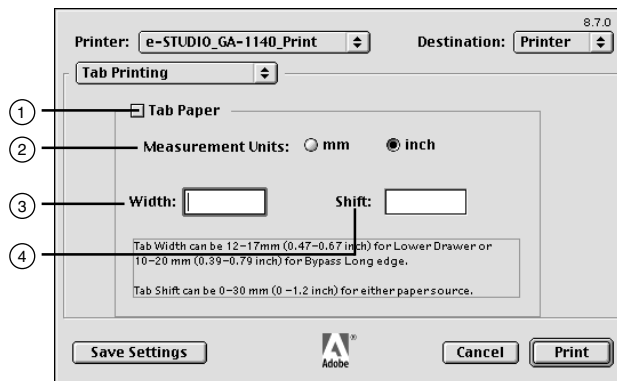 8.7.0
Printer: e-STUDIO_GA-1140_Print Destination: Printer
Tab Printing
1 Tab Paper
2 Measurement Units: mm inch
3 Width: Shift:
4
Tab Width can be 12-17mm (0.47-0.67 inch) for Lower Drawer or
10-20 mm (0.39-0.79 inch) for Bypass Long edge.
Tab Shift can be 0-30 mm (0 -1.2 inch) for either paper source.
Save Settings Adobe® Cancel Print